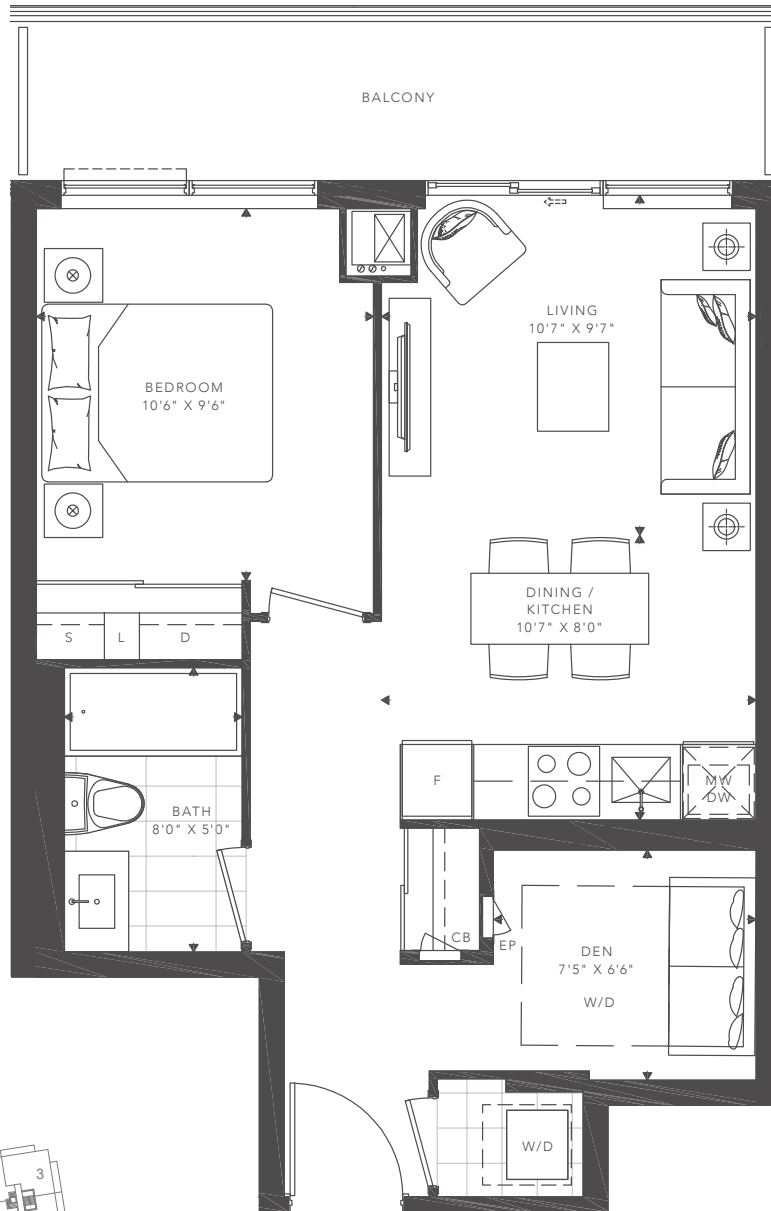 BALCONY
LIVING
10'7" X 9'7"
BEDROOM
10'6" X 9'6"
DINING /
KITCHEN
10'7" X 8'0"
S
L
D
F
MW
DW
BATH
8'0" X 5'0"
CB
EP
DEN
7'5" X 6'6"
W/D
W/D
3